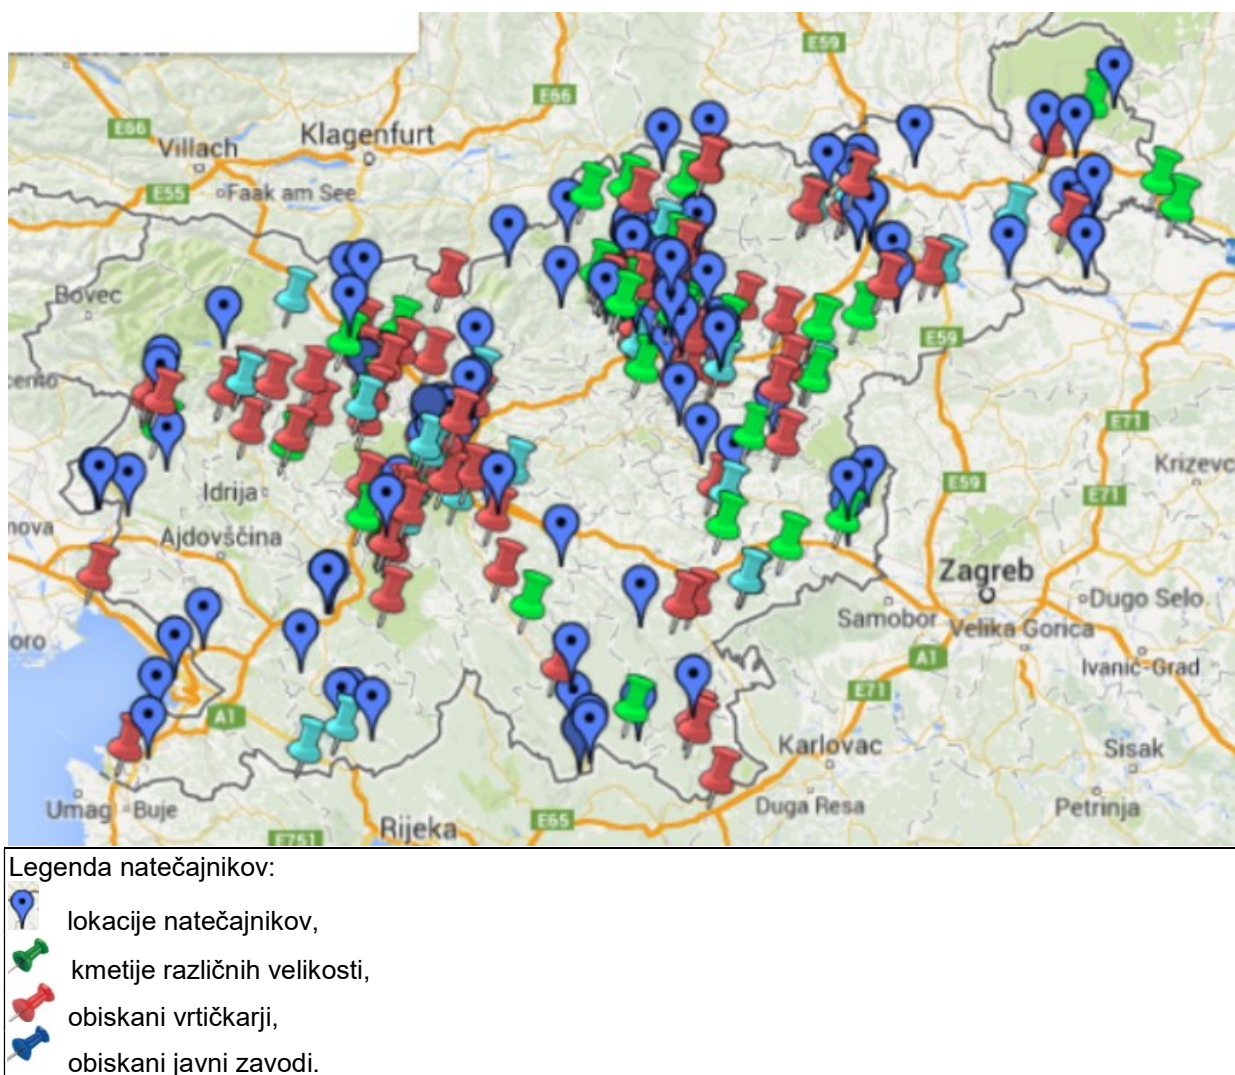 E59
E66
Klagenfurt
E66
Villach
E55
Faak am See
Bovec
E59
E71
Krizevc
Idrija
E59
E71
Ajdovščina
Zagreb
Dugo Selo
Samobor
Velika Gorica
A1
Ivanić-Grad
E71
A1
Karlovac
Sisak
Umag
Buje
Duga Resa
Petrinja
E65
Rijeka
E751
Legenda natečajnikov:
lokacije natečajnikov,
kmetije različnih velikosti,
obiskani vrtičkarji,
obiskani javni zavodi.